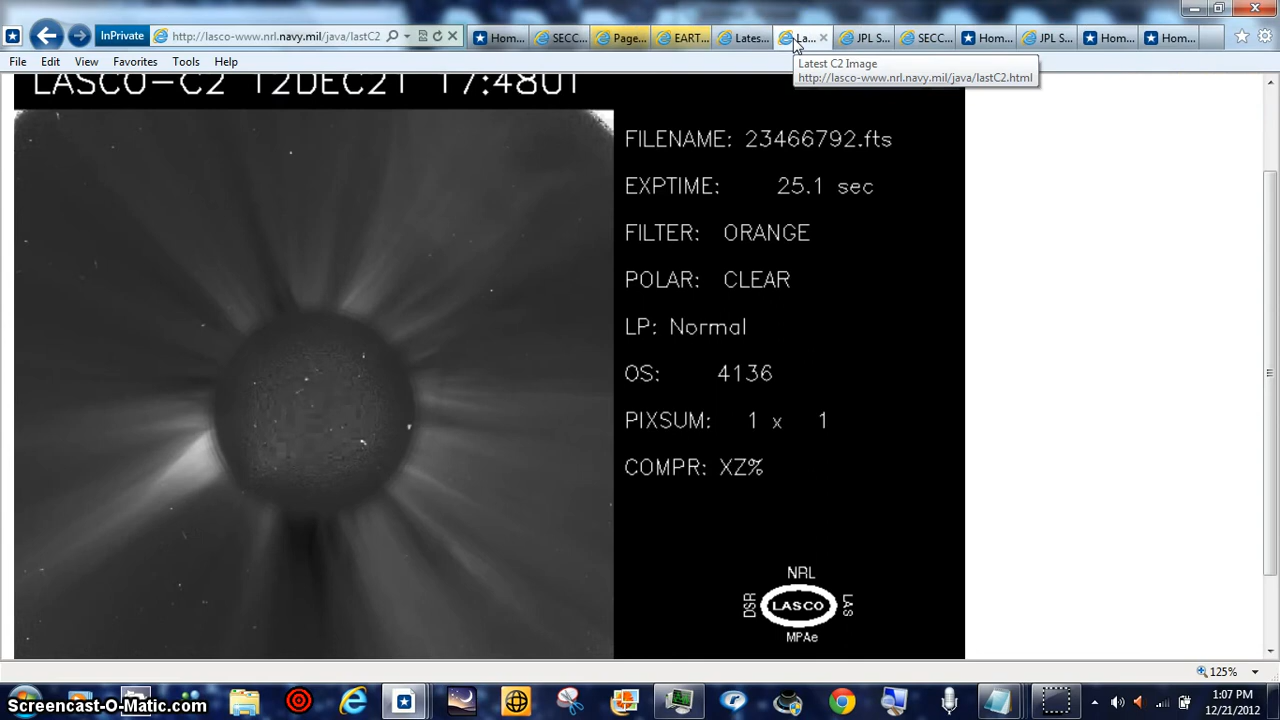 InPrivate
http://lasco-www.nrl.navy.mil/java/lastC2
Hom...
SECC...
Page...
EART...
Lates...
La...
JPL S...
SECC...
Hom...
JPL S...
Hom...
Hom...
File Edit View Favorites Tools Help
Latest C2 Image
http://lasco-www.nrl.navy.mil/java/lastC2.html
LASCO-C2 12DEC21 17:48UT
FILENAME: 23466792.fts
EXPTIME: 25.1 sec
FILTER: ORANGE
POLAR: CLEAR
LP: Normal
OS: 4136
PIXSUM: 1 x 1
COMPR: XZ%
NRL
DSR
LASCO
LAS
MPAe
125%
Screencast-O-Matic.com
1:07 PM
12/21/2012